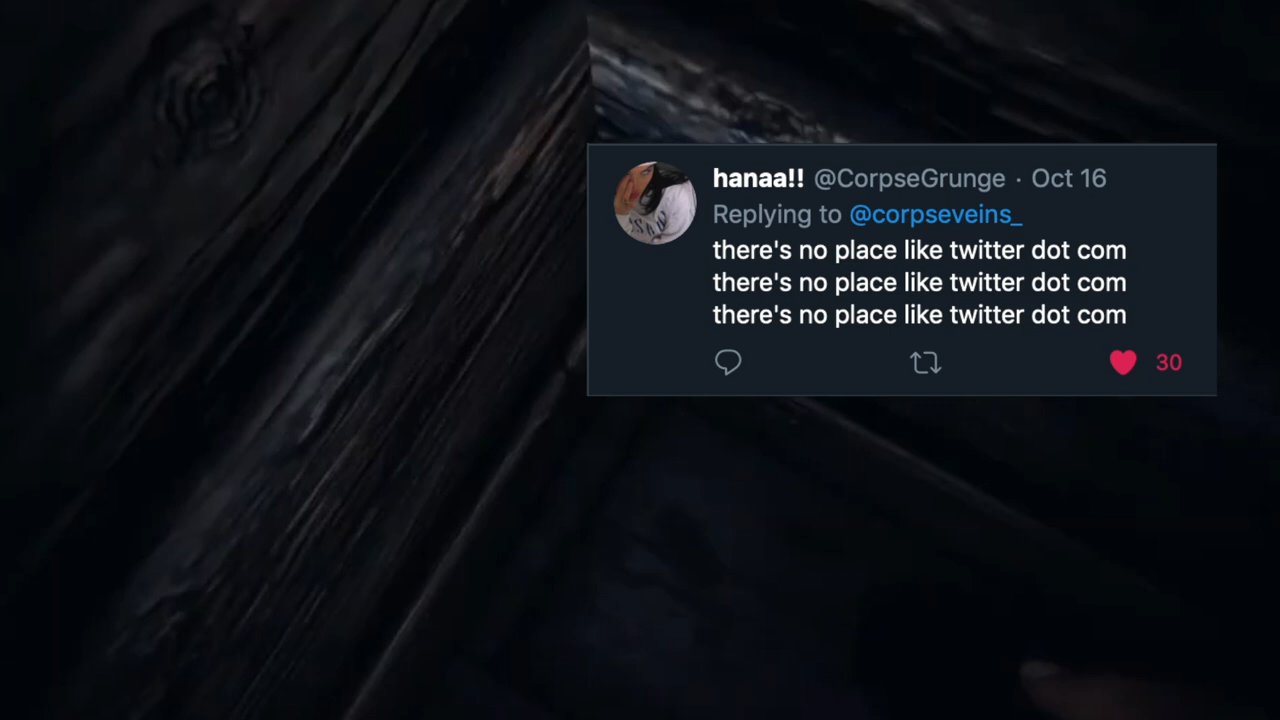 hanaa!! @CorpseGrunge · Oct 16
Replying to @corpseveins_
there's no place like twitter dot com
there's no place like twitter dot com
there's no place like twitter dot com
30